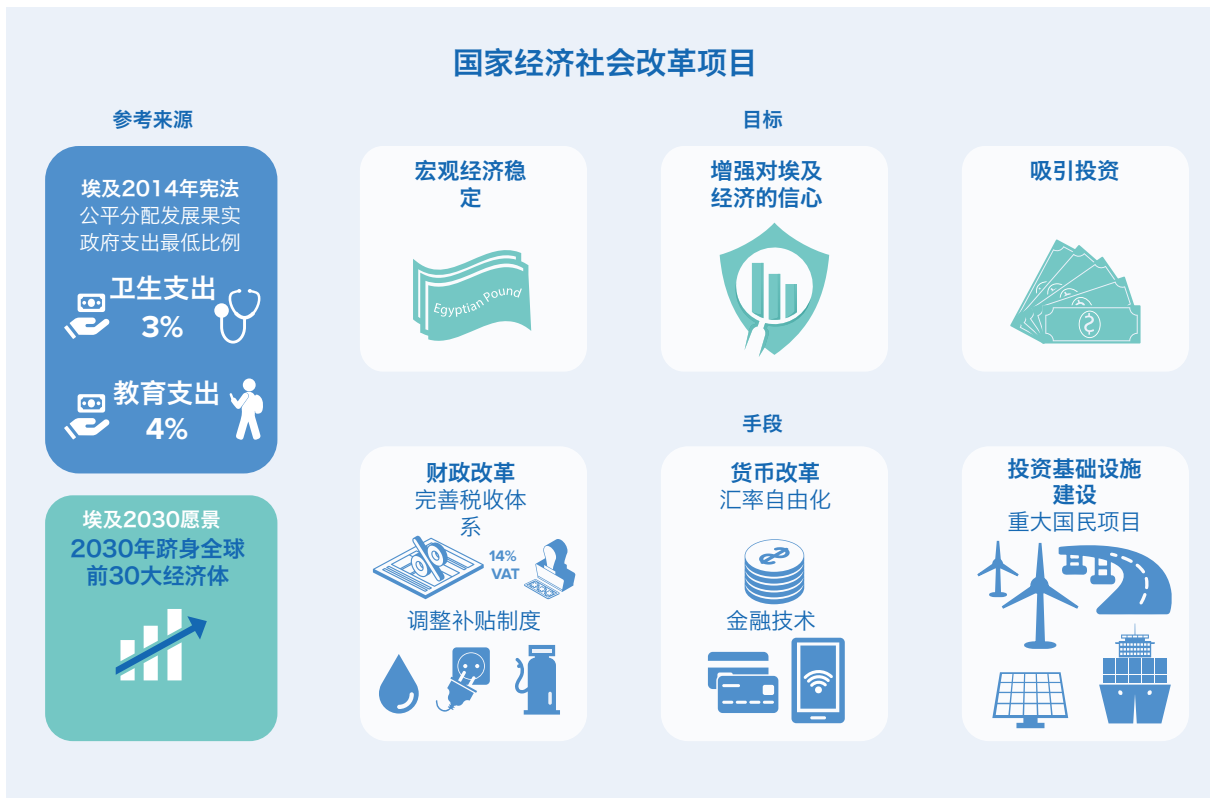 国家经济社会改革项目
参考来源
埃及2014年宪法
公平分配发展果实
政府支出最低比例
卫生支出
3%
教育支出
4%
埃及2030愿景
2030年跻身全球
前30大经济体
目标
宏观经济稳
定
Egyptian Pound
增强对埃及
经济的信心
吸引投资
手段
财政改革
完善税收体
系
14%
VAT
调整补贴制度
货币改革
汇率自由化
金融技术
投资基础设施
建设
重大国民项目